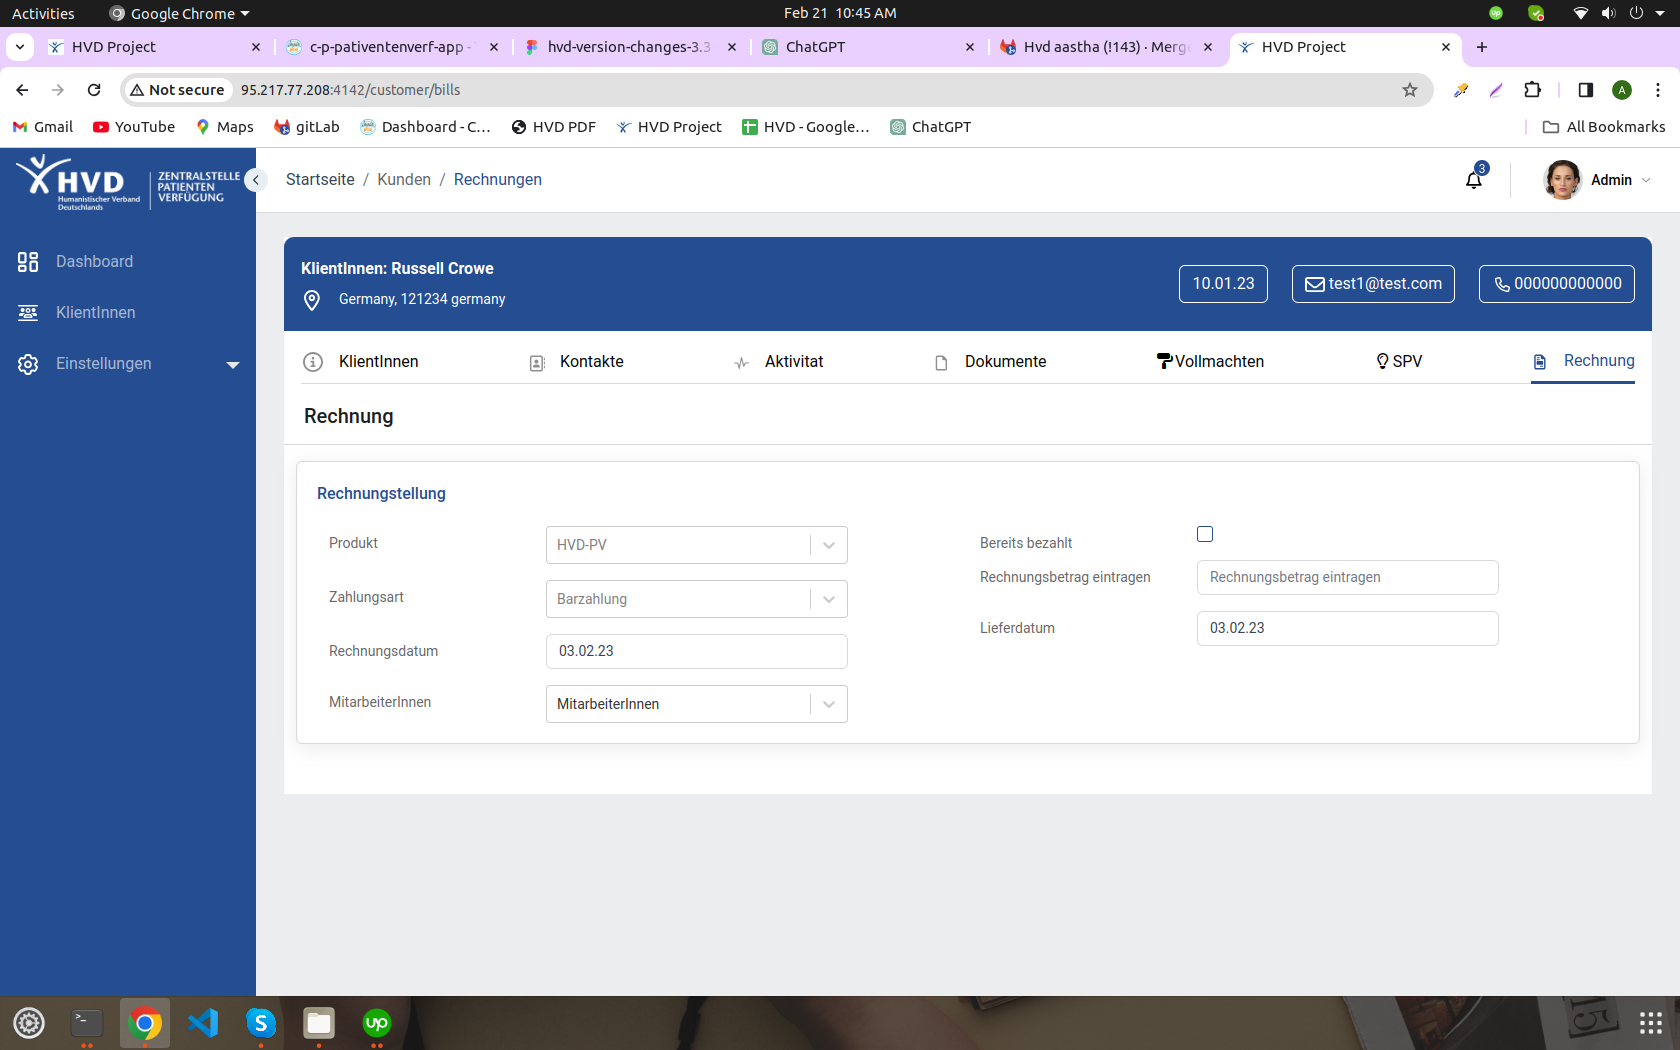 Activities Google Chrome Feb 21 10:45 AM
HVD Project c-p-pativentenverf-app - hvd-version-changes-3.3 ChatGPT Hvd aastha (!143) · Merge HVD Project
Not secure 95.217.77.208:4142/customer/bills A
Gmail YouTube Maps gitLab Dashboard - C... HVD PDF HVD Project HVD - Google... ChatGPT All Bookmarks
HVD
Humanistischer Verband
Deutschlands
ZENTRALSTELLE
PATIENTEN
VERFÜGUNG
Startseite / Kunden / Rechnungen
3
Admin
Dashboard
KlientInnen
Einstellungen
KlientInnen: Russell Crowe
Germany, 121234 germany
10.01.23 test1@test.com 000000000000
KlientInnen Kontakte Aktivitat Dokumente Vollmachten SPV Rechnung
Rechnung
Rechnungstellung
Produkt HVD-PV
Zahlungsart Barzahlung
Rechnungsdatum 03.02.23
MitarbeiterInnen MitarbeiterInnen
Bereits bezahlt
Rechnungsbetrag eintragen Rechnungsbetrag eintragen
Lieferdatum 03.02.23